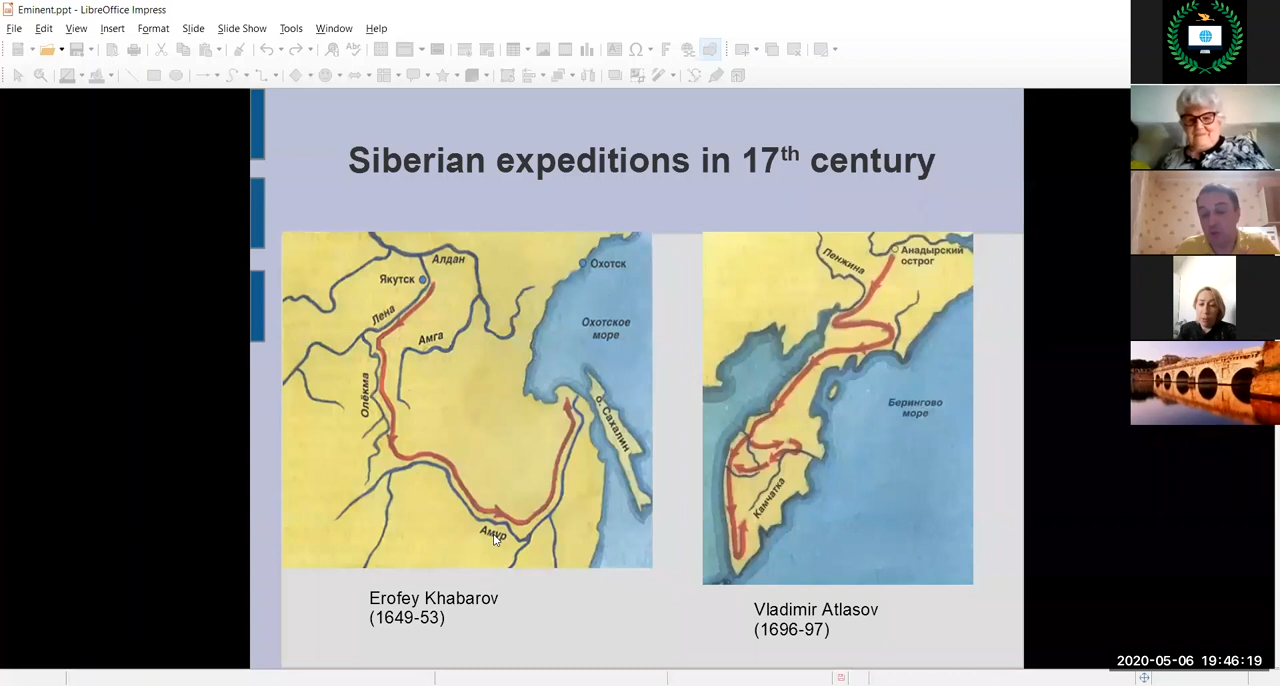 Eminent.ppt - LibreOffice Impress
File Edit View Insert Format Slide Slide Show Tools Window Help
Siberian expeditions in 17th century
Алдан
Якутск
Лена
Амга
Олёкма
Амур
Охотск
Охотское
море
о. Сахалин
Пенжина
Анадырский
острог
Берингово
море
Камчатка
Erofey Khabarov
(1649-53)
Vladimir Atlasov
(1696-97)
2020-05-06 19:46:19